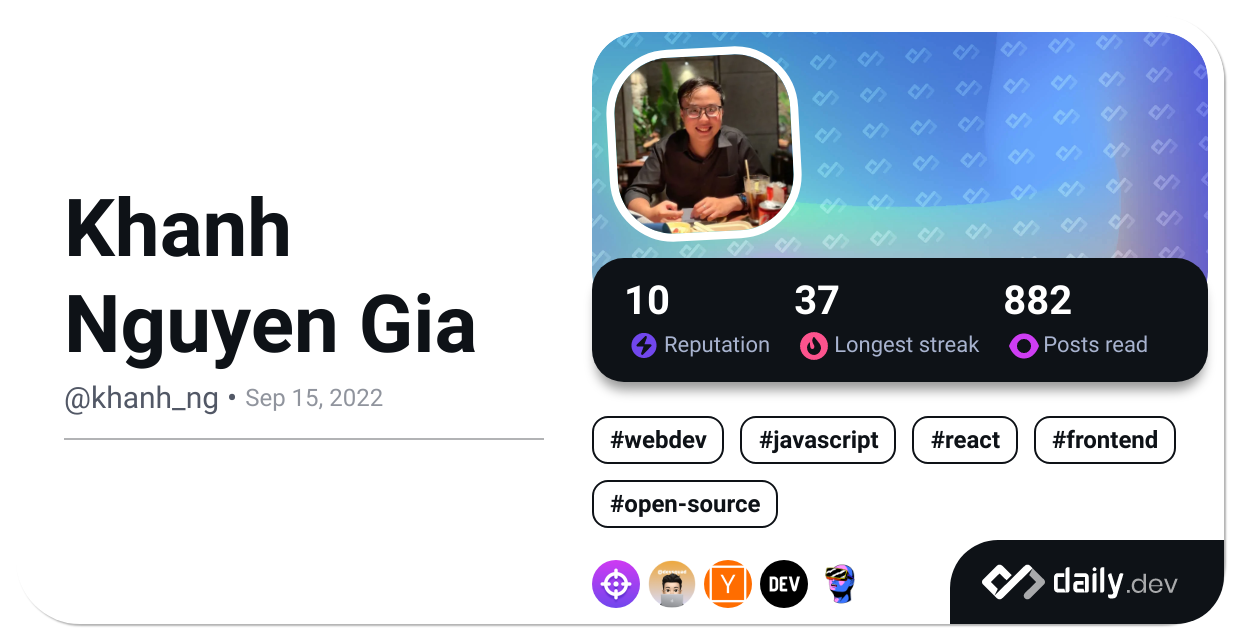 Khanh
Nguyen Gia
@khanh_ng • Sep 15, 2022
10 37 882
Reputation Longest streak Posts read
#webdev #javascript #react #frontend
#open-source
Y DEV
daily.dev